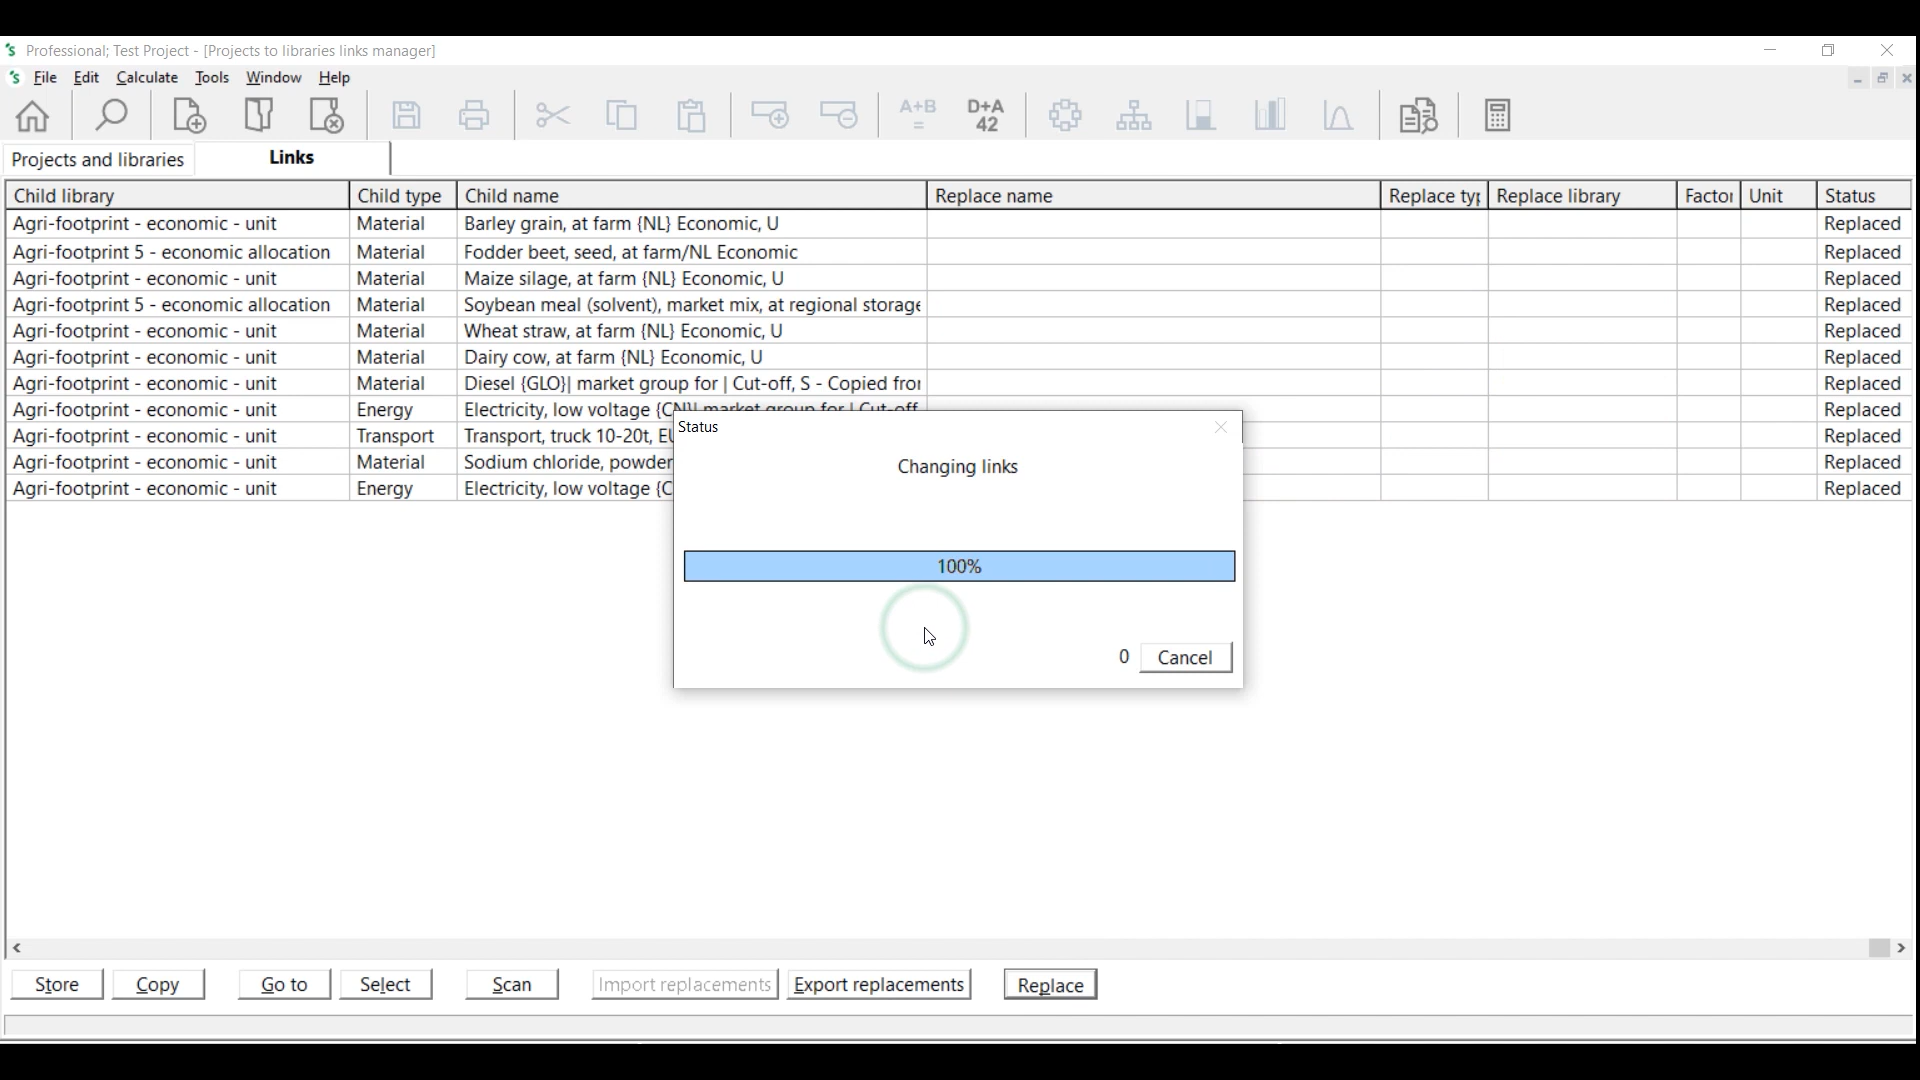 Professional; Test Project - [Projects to libraries links manager]
File Edit Calculate Tools Window Help
A+B = D+A 42
Projects and libraries Links
Child library Child type Child name Replace name Replace typ Replace library Factor Unit Status
Agri-footprint - economic - unit Material Barley grain, at farm {NL} Economic, U Replaced
Agri-footprint 5 - economic allocation Material Fodder beet, seed, at farm/NL Economic Replaced
Agri-footprint - economic - unit Material Maize silage, at farm {NL} Economic, U Replaced
Agri-footprint 5 - economic allocation Material Soybean meal (solvent), market mix, at regional storage Replaced
Agri-footprint - economic - unit Material Wheat straw, at farm {NL} Economic, U Replaced
Agri-footprint - economic - unit Material Dairy cow, at farm {NL} Economic, U Replaced
Agri-footprint - economic - unit Material Diesel {GLO}| market group for | Cut-off, S - Copied from Replaced
Agri-footprint - economic - unit Energy Electricity, low voltage {CN}| market group for | Cut-off Replaced
Agri-footprint - economic - unit Transport Transport, truck 10-20t, EU Replaced
Agri-footprint - economic - unit Material Sodium chloride, powder Replaced
Agri-footprint - economic - unit Energy Electricity, low voltage {C Replaced
Status
Changing links
100%
0 Cancel
Store Copy Go to Select Scan Import replacements Export replacements Replace